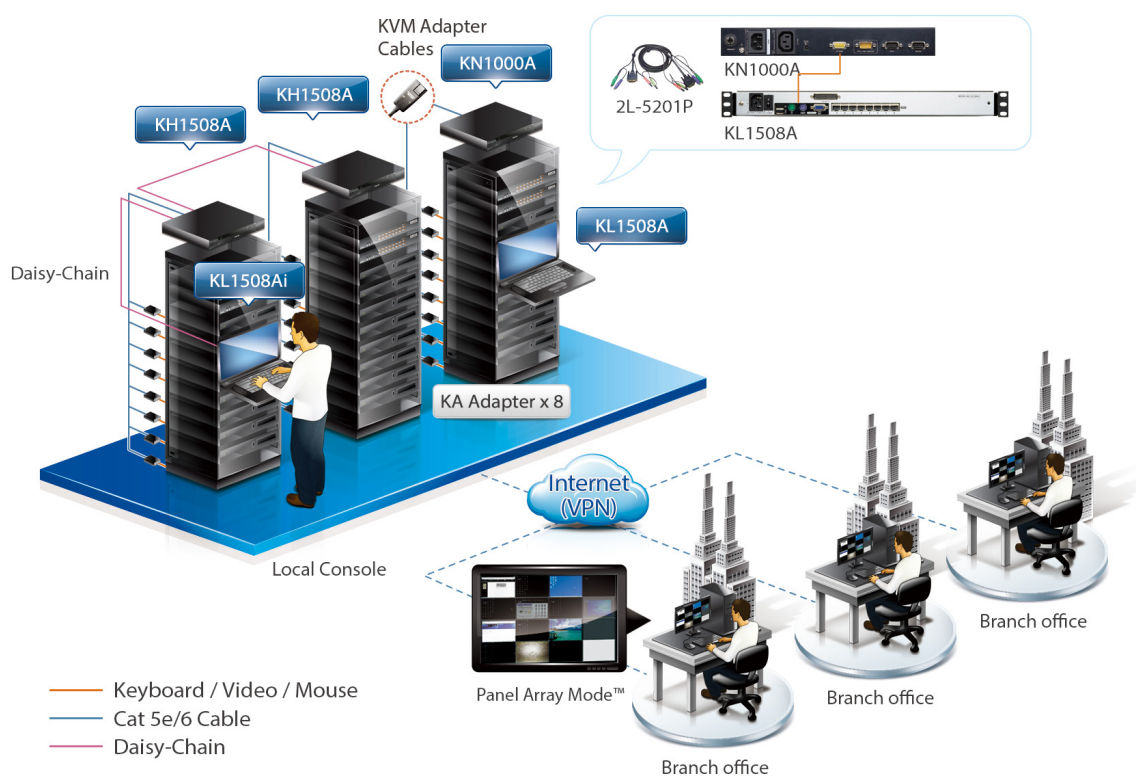 KVM Adapter
Cables
KN1000A
KH1508A
KH1508A
2L-5201P
KN1000A
KL1508A
KL1508A
Daisy-Chain
KL1508Ai
KA Adapter x 8
Internet
(VPN)
Local Console
Panel Array Mode™
Branch office
Branch office
Branch office
Keyboard / Video / Mouse
Cat 5e/6 Cable
Daisy-Chain